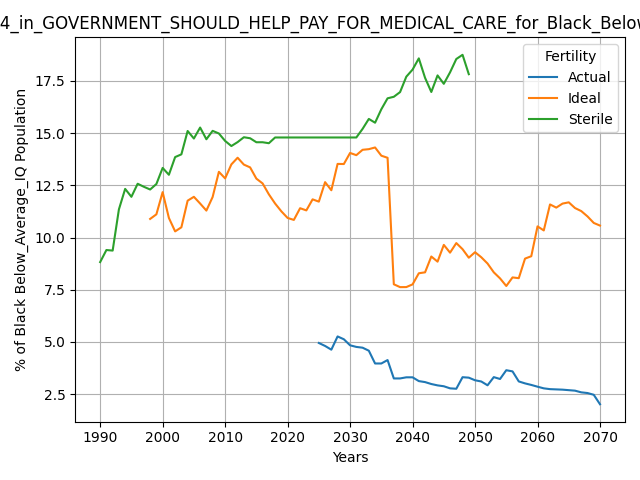 4_in_GOVERNMENT_SHOULD_HELP_PAY_FOR_MEDICAL_CARE_for_Black_Below
Fertility
Actual
Ideal
Sterile
% of Black Below_Average_IQ Population
17.5
15.0
12.5
10.0
7.5
5.0
2.5
1990 2000 2010 2020 2030 2040 2050 2060 2070
Years